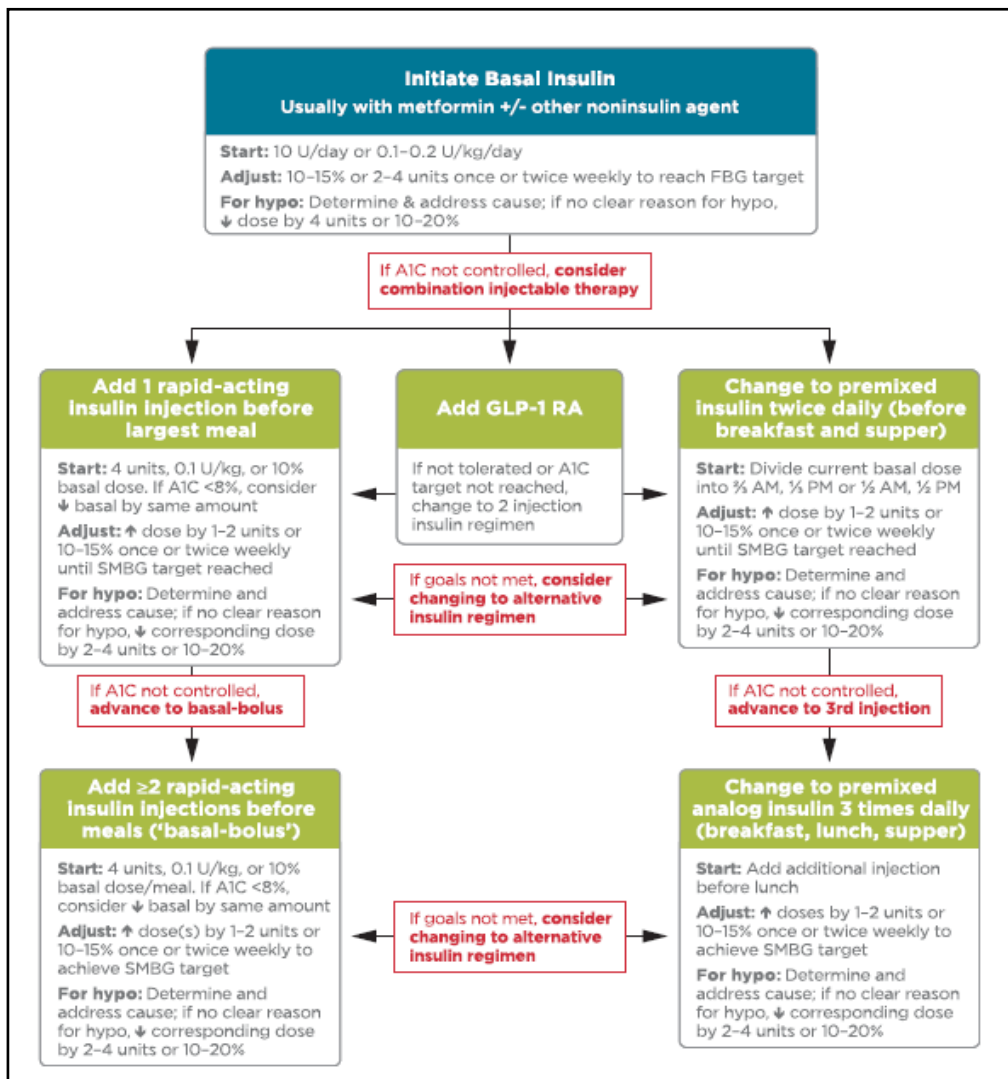 Initiate Basal Insulin
Usually with metformin +/- other noninsulin agent
Start: 10 U/day or 0.1–0.2 U/kg/day
Adjust: 10–15% or 2–4 units once or twice weekly to reach FBG target
For hypo: Determine & address cause; if no clear reason for hypo,
↓ dose by 4 units or 10–20%
If A1C not controlled, consider
combination injectable therapy
Add 1 rapid-acting
insulin injection before
largest meal
Start: 4 units, 0.1 U/kg, or 10%
basal dose. If A1C <8%, consider
↓ basal by same amount
Adjust: ↑ dose by 1–2 units or
10–15% once or twice weekly
until SMBG target reached
For hypo: Determine and
address cause; if no clear reason
for hypo, ↓ corresponding dose
by 2–4 units or 10–20%
Add GLP-1 RA
If not tolerated or A1C
target not reached,
change to 2 injection
insulin regimen
Change to premixed
insulin twice daily (before
breakfast and supper)
Start: Divide current basal dose
into ⅔ AM, ⅓ PM or ½ AM, ½ PM
Adjust: ↑ dose by 1–2 units or
10–15% once or twice weekly
until SMBG target reached
For hypo: Determine and
address cause; if no clear reason
for hypo, ↓ corresponding dose
by 2–4 units or 10–20%
If goals not met, consider
changing to alternative
insulin regimen
If A1C not controlled,
advance to basal-bolus
If A1C not controlled,
advance to 3rd injection
Add ≥2 rapid-acting
insulin injections before
meals (‘basal-bolus’)
Start: 4 units, 0.1 U/kg, or 10%
basal dose/meal. If A1C <8%,
consider ↓ basal by same amount
Adjust: ↑ dose(s) by 1–2 units or
10–15% once or twice weekly to
achieve SMBG target
For hypo: Determine and
address cause; if no clear reason
for hypo, ↓ corresponding dose
by 2–4 units or 10–20%
If goals not met, consider
changing to alternative
insulin regimen
Change to premixed
analog insulin 3 times daily
(breakfast, lunch, supper)
Start: Add additional injection
before lunch
Adjust: ↑ doses by 1–2 units or
10–15% once or twice weekly to
achieve SMBG target
For hypo: Determine and
address cause; if no clear reason
for hypo, ↓ corresponding dose
by 2–4 units or 10–20%